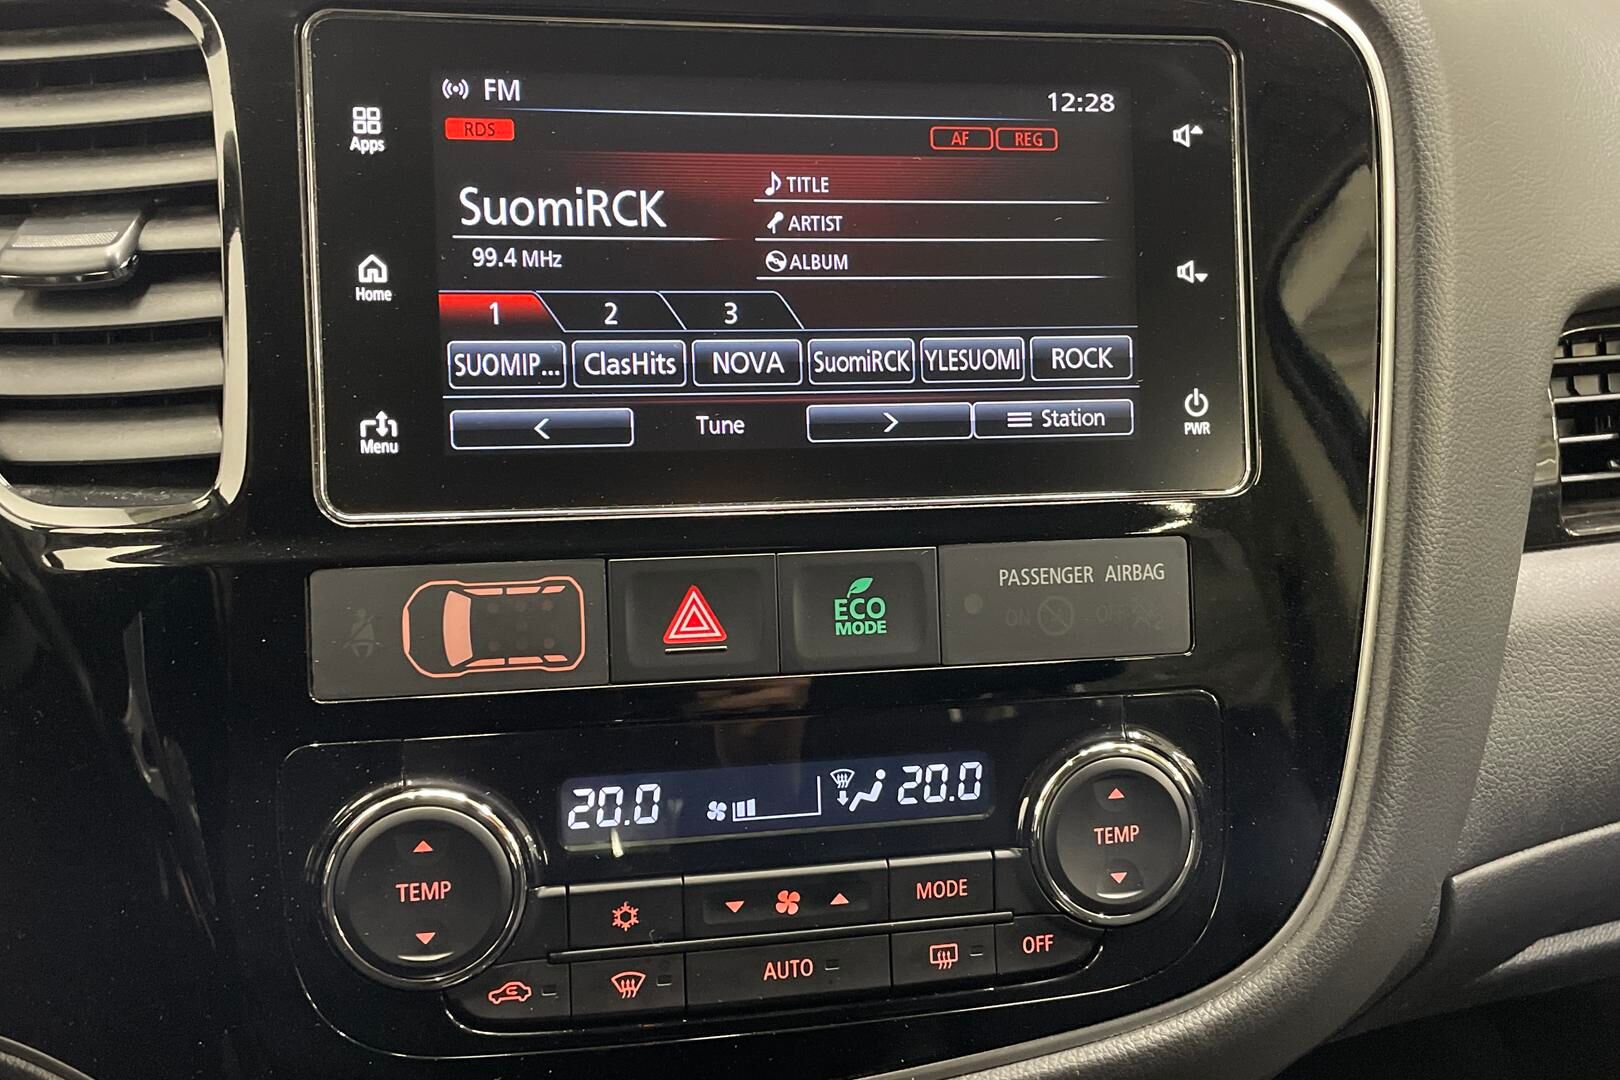 FM
12:28
RDS
AF REG
Apps
SuomiRCK
99.4 MHz
TITLE
ARTIST
ALBUM
Home
1 2 3
SUOMIP... ClasHits NOVA SuomiRCK YLESUOMI ROCK
< Tune > Station
Menu
PWR
PASSENGER AIRBAG
ON
ECO
MODE
20.0 20.0
TEMP
TEMP
MODE
AUTO
OFF